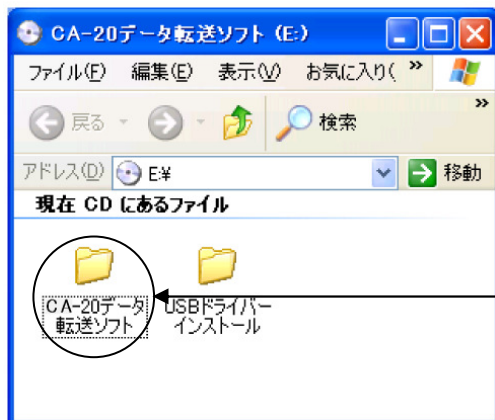 CA-20データ転送ソフト (E:)
ファイル(F) 編集(E) 表示(V) お気に入り( »
戻る 検索 »
アドレス(D) E:¥ 移動
現在 CD にあるファイル
CA-20データ
転送ソフト
USBドライバー
インストール